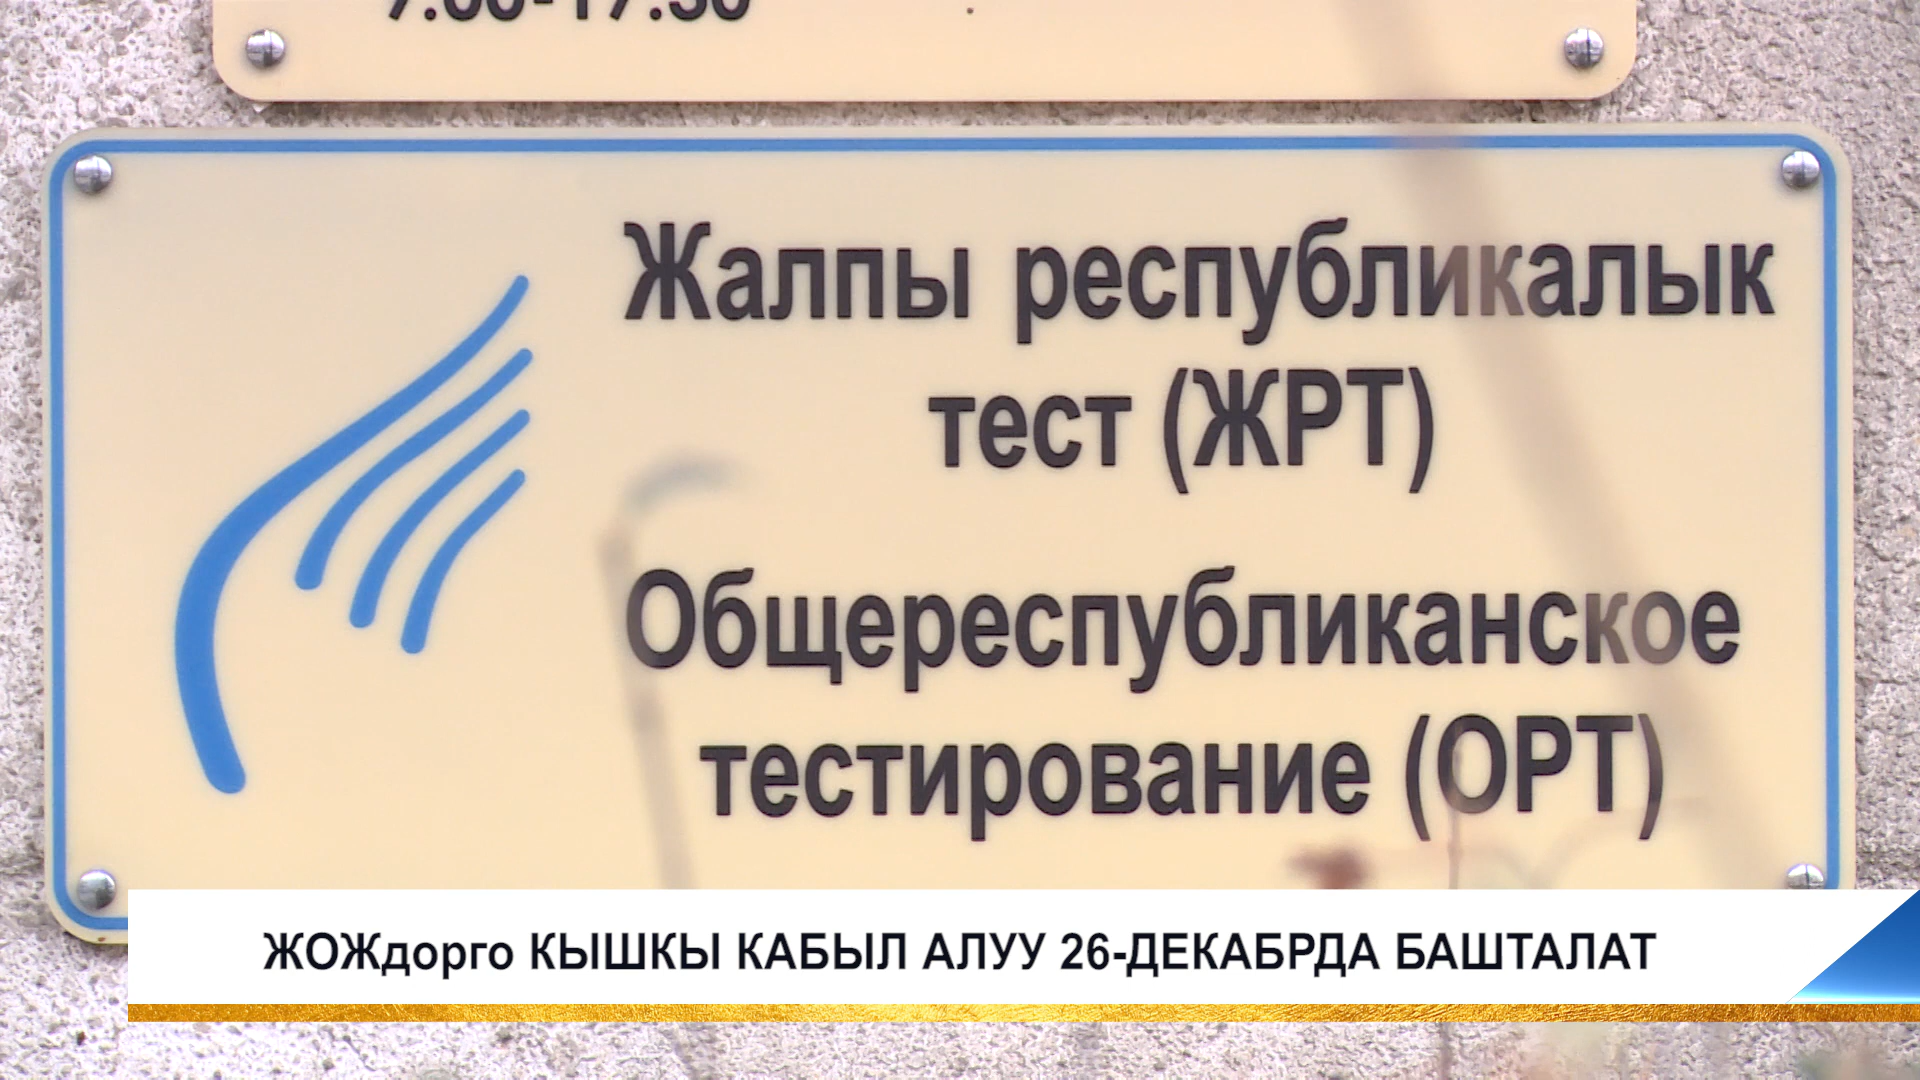 Жалпы республикалык
тест (ЖРТ)
Общереспубликанское
тестирование (ОРТ)
ЖОЖдорго КЫШКЫ КАБЫЛ АЛУУ 26-ДЕКАБРДА БАШТАЛАТ